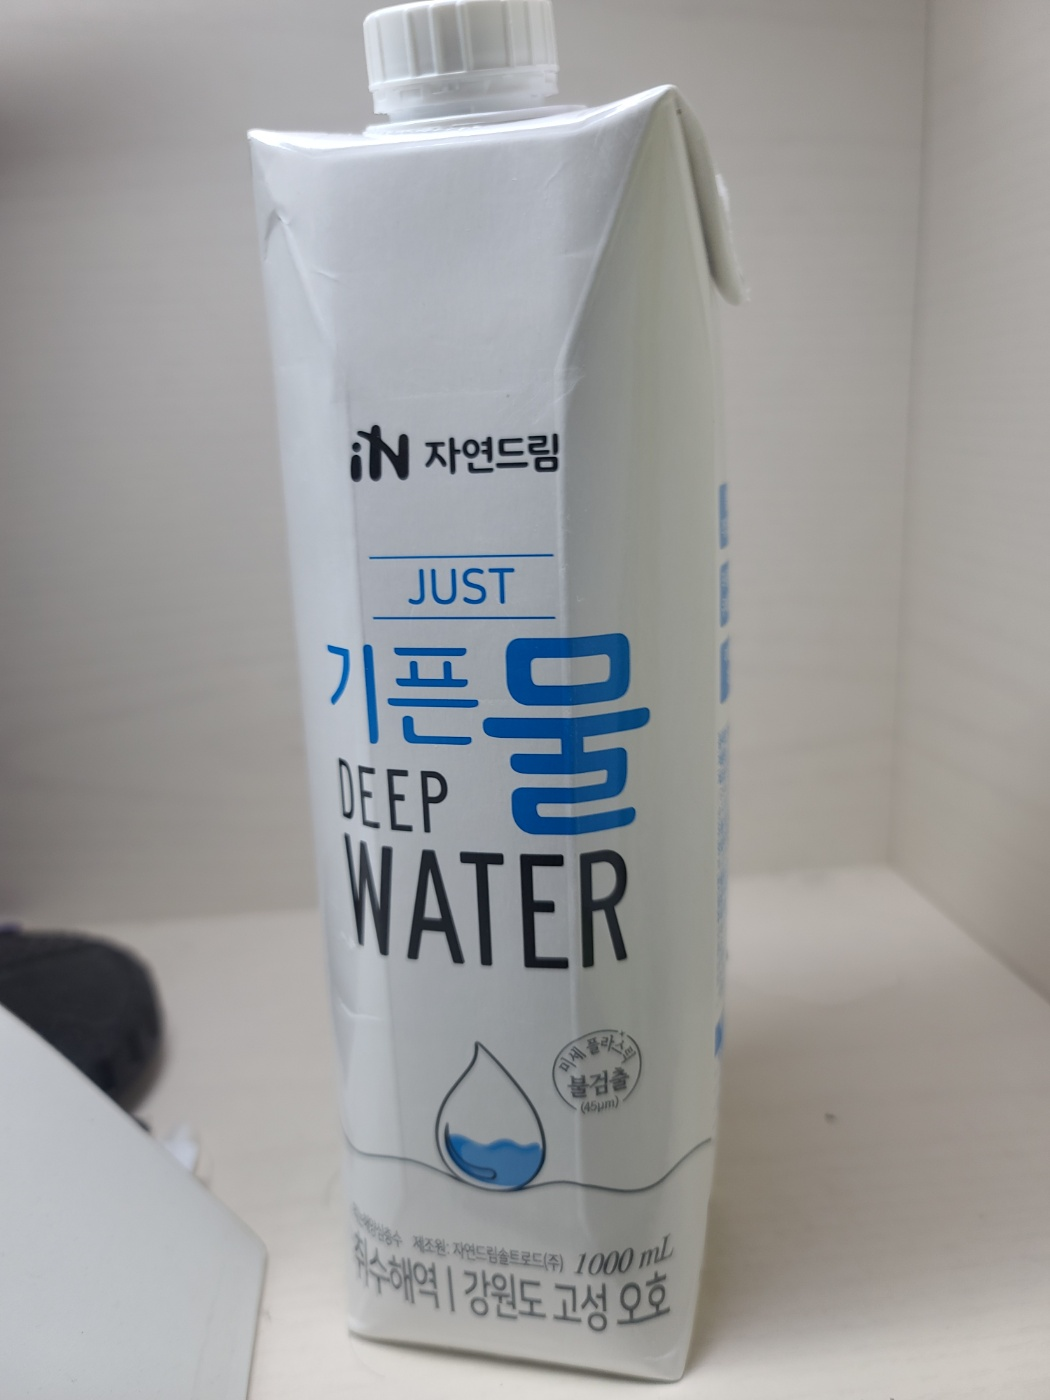 iN 자연드림
JUST
기픈물
DEEP
WATER
미세 플라스틱
불검출
(45μm)
제조원: 자연드림솔트로드(주) 1000 mL
취수해역 | 강원도 고성 오호